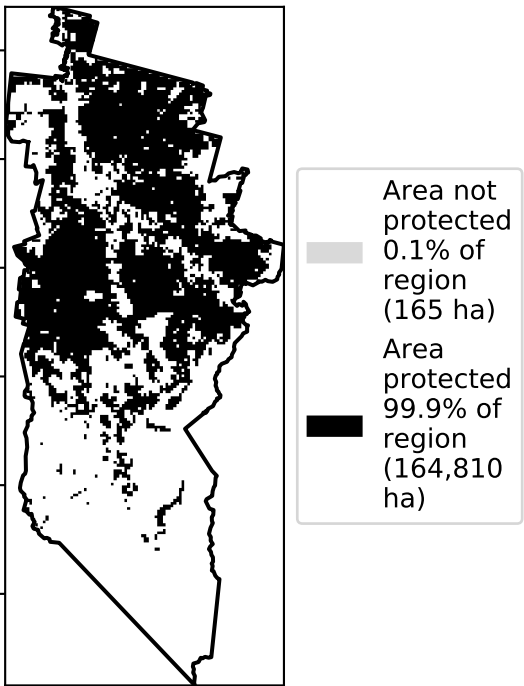 Area not
protected
0.1% of
region
(165 ha)
Area
protected
99.9% of
region
(164,810
ha)